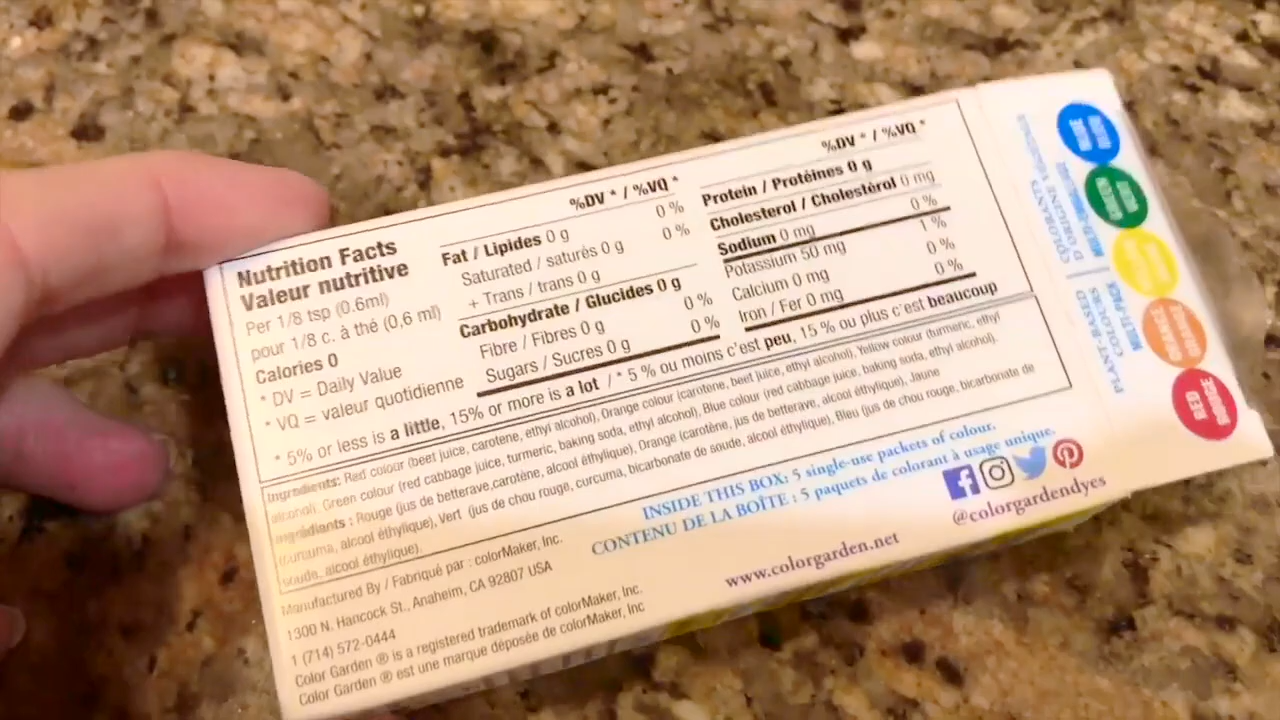 Nutrition Facts
Valeur nutritive
Per 1/8 tsp (0.6ml)
pour 1/8 c. à thé (0,6 ml)
Calories 0
* DV = Daily Value
* VQ = valeur quotidienne
%DV * / %VQ *
Fat / Lipides 0 g 0 %
Saturated / saturés 0 g 0 %
+ Trans / trans 0 g
Carbohydrate / Glucides 0 g
Fibre / Fibres 0 g 0 %
Sugars / Sucres 0 g 0 %
%DV * / %VQ *
Protein / Protéines 0 g
Cholesterol / Cholestérol 0 mg
Sodium 0 mg 0 %
Potassium 50 mg 1 %
Calcium 0 mg 0 %
Iron / Fer 0 mg 0 %
* 5% or less is a little, 15% or more is a lot / * 5 % ou moins c'est peu, 15 % ou plus c'est beaucoup
Ingredients: Red colour (beet juice, carotene, ethyl alcohol), Orange colour (carotene, beet juice, ethyl alcohol), Yellow colour (turmeric, ethyl
alcohol), Green colour (red cabbage juice, turmeric, baking soda, ethyl alcohol), Blue colour (red cabbage juice, baking soda, ethyl alcohol).
Ingrédients : Rouge (jus de betterave,carotène, alcool éthylique), Orange (carotène, jus de betterave, alcool éthylique), Jaune
(curcuma, alcool éthylique), Vert (jus de chou rouge, curcuma, bicarbonate de soude, alcool éthylique), Bleu (jus de chou rouge, bicarbonate de
soude, alcool éthylique).
INSIDE THIS BOX: 5 single-use packets of colour.
CONTENU DE LA BOÎTE : 5 paquets de colorant à usage unique.
Manufactured By / Fabriqué par : colorMaker, Inc.
1300 N. Hancock St., Anaheim, CA 92807 USA
1 (714) 572-0444
Color Garden ® is a registered trademark of colorMaker, Inc.
Color Garden ® est une marque déposée de colorMaker, Inc
www.colorgarden.net
@colorgardendyes
PLANT-BASED
COLOURS
MULTI-PACK
COLORANTS
D'ORIGINE VÉGÉTALE
ORANGE
RED
ROUGE